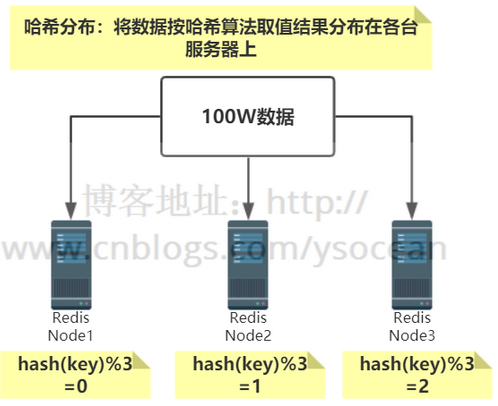 哈希分布：将数据按哈希算法取值结果分布在各台
服务器上
100W数据
博客地址：http://
www.cnblogs.com/ysocean
Redis
Node1
Redis
Node2
Redis
Node3
hash(key)%3
=0
hash(key)%3
=1
hash(key)%3
=2